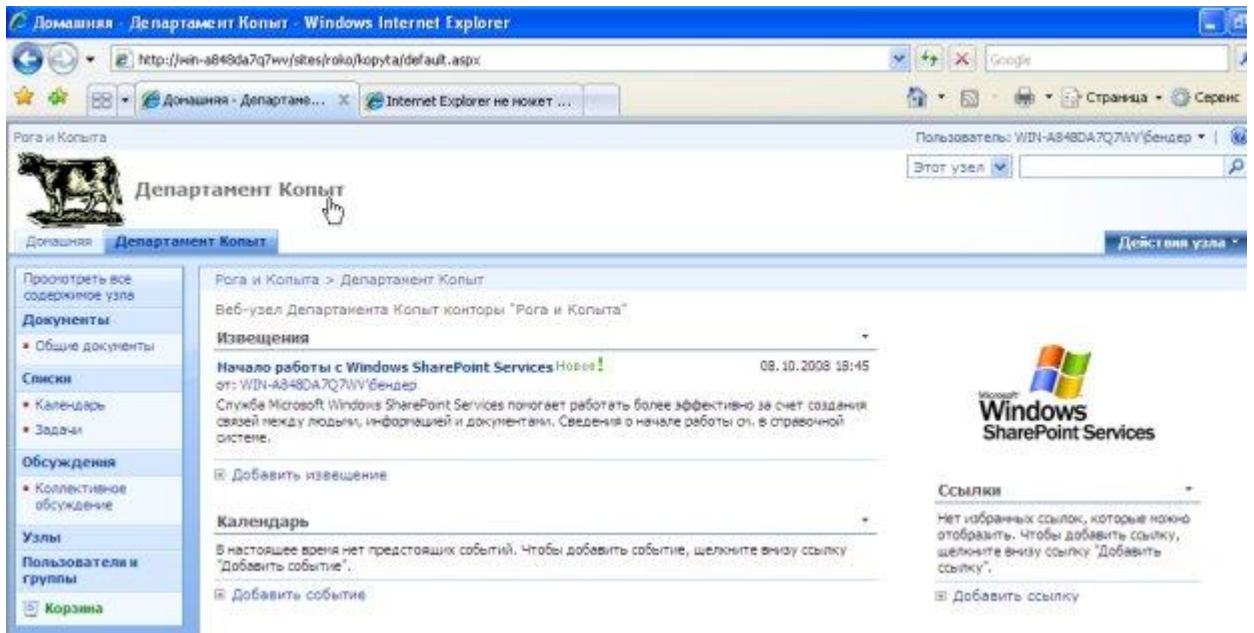 Домашняя - Департамент Копыт - Windows Internet Explorer
http://win-a848da7q7wv/sites/roko/kopyta/default.aspx
Google
Домашняя - Департаме...
Internet Explorer не может ...
Страница
Сервис
Рога и Копыта
Пользователь: WIN-A848DA7Q7WV\бендер
Этот узел
Департамент Копыт
Домашняя
Департамент Копыт
Действия узла
Просмотреть все
содержимое узла
Документы
Общие документы
Списки
Календарь
Задачи
Обсуждения
Коллективное
обсуждение
Узлы
Пользователи и
группы
Корзина
Рога и Копыта > Департамент Копыт
Веб-узел Департамента Копыт конторы "Рога и Копыта"
Извещения
Начало работы с Windows SharePoint Services Новое!
08.10.2008 18:45
от: WIN-A848DA7Q7WV\бендер
Служба Microsoft Windows SharePoint Services помогает работать более эффективно за счет создания
связей между людьми, информацией и документами. Сведения о начале работы см. в справочной
системе.
Добавить извещение
Календарь
В настоящее время нет предстоящих событий. Чтобы добавить событие, щелкните внизу ссылку
"Добавить событие".
Добавить событие
Microsoft
Windows
SharePoint Services
Ссылки
Нет избранных ссылок, которые можно
отобразить. Чтобы добавить ссылку,
щелкните внизу ссылку "Добавить
ссылку".
Добавить ссылку